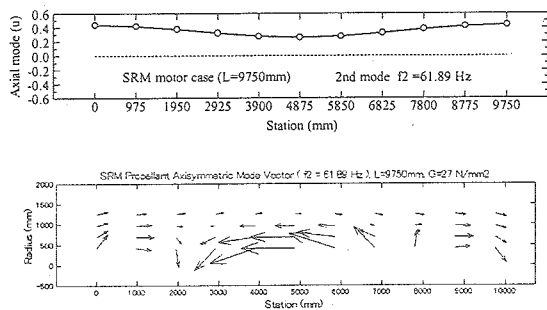 Axial mode (u)
0.6
0.4
0.2
0.0
-0.2
-0.4
-0.6
SRM motor case (L=9750mm) 2nd mode f2 =61.89 Hz
0 975 1950 2925 3900 4875 5850 6825 7800 8775 9750
Station (mm)
SRM Propellant Axisymmetric Mode Vector ( f2 = 61.89 Hz ), L=9750mm, G=27 N/mm2
Radius (mm)
2000
1500
1000
500
0
-500
0 1000 2000 3000 4000 5000 6000 7000 8000 9000 10000
Station (mm)